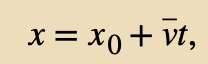 x = x₀ + v̄t,